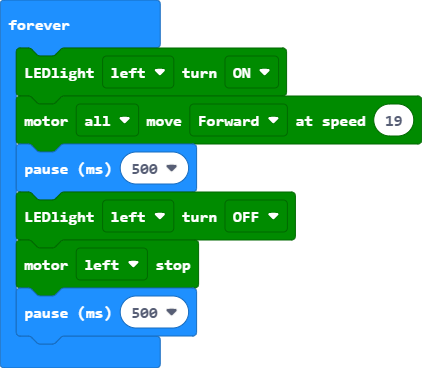 forever
LEDlight left turn ON
motor all move Forward at speed 19
pause (ms) 500
LEDlight left turn OFF
motor left stop
pause (ms) 500